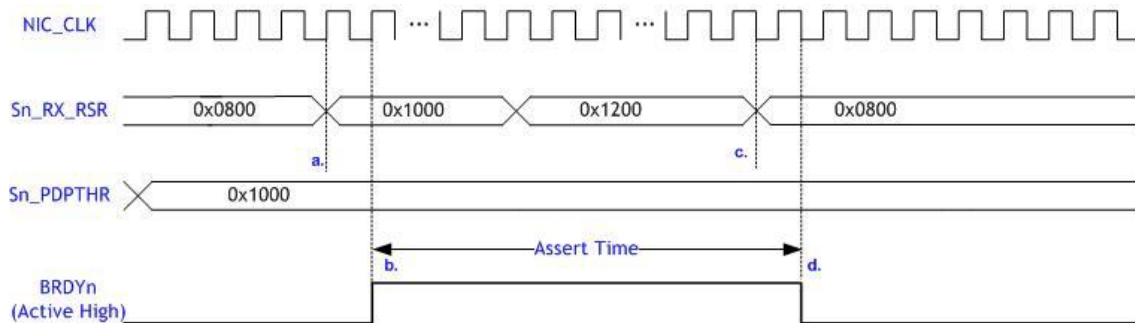 NIC_CLK ... ...
Sn_RX_RSR 0x0800 0x1000 0x1200 0x0800
a. c.
Sn_PDPTHR 0x1000
Assert Time
b. d.
BRDYn
(Active High)